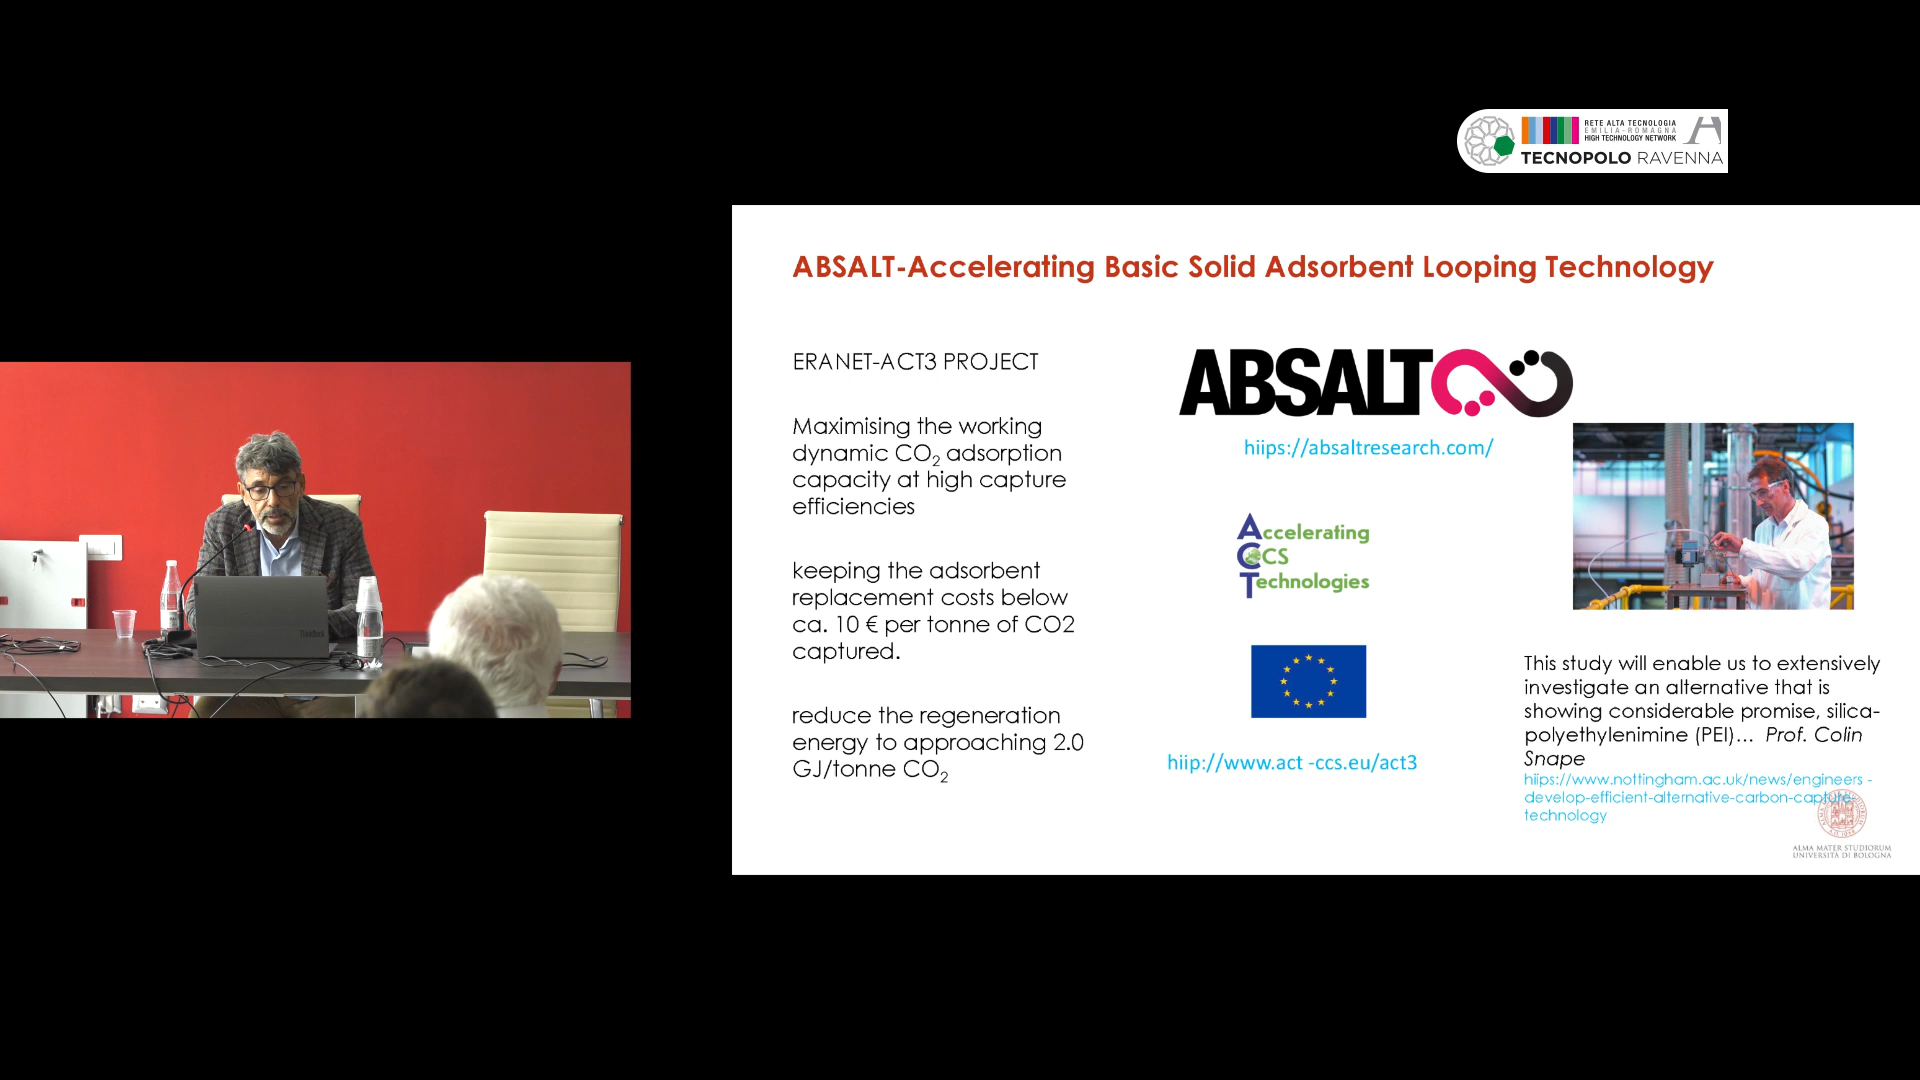 RETE ALTA TECNOLOGIA
EMILIA-ROMAGNA
HIGH TECHNOLOGY NETWORK
TECNOPOLO RAVENNA
ABSALT-Accelerating Basic Solid Adsorbent Looping Technology
ERANET-ACT3 PROJECT
Maximising the working
dynamic CO₂ adsorption
capacity at high capture
efficiencies
keeping the adsorbent
replacement costs below
ca. 10 € per tonne of CO2
captured.
reduce the regeneration
energy to approaching 2.0
GJ/tonne CO₂
ABSALT
hiips://absaltresearch.com/
Accelerating
CCS
Technologies
hiip://www.act -ccs.eu/act3
This study will enable us to extensively
investigate an alternative that is
showing considerable promise, silica-
polyethylenimine (PEI)... Prof. Colin
Snape
hiips://www.nottingham.ac.uk/news/engineers -
develop-efficient-alternative-carbon-capture-
technology
ALMA MATER STUDIORUM
UNIVERSITÀ DI BOLOGNA